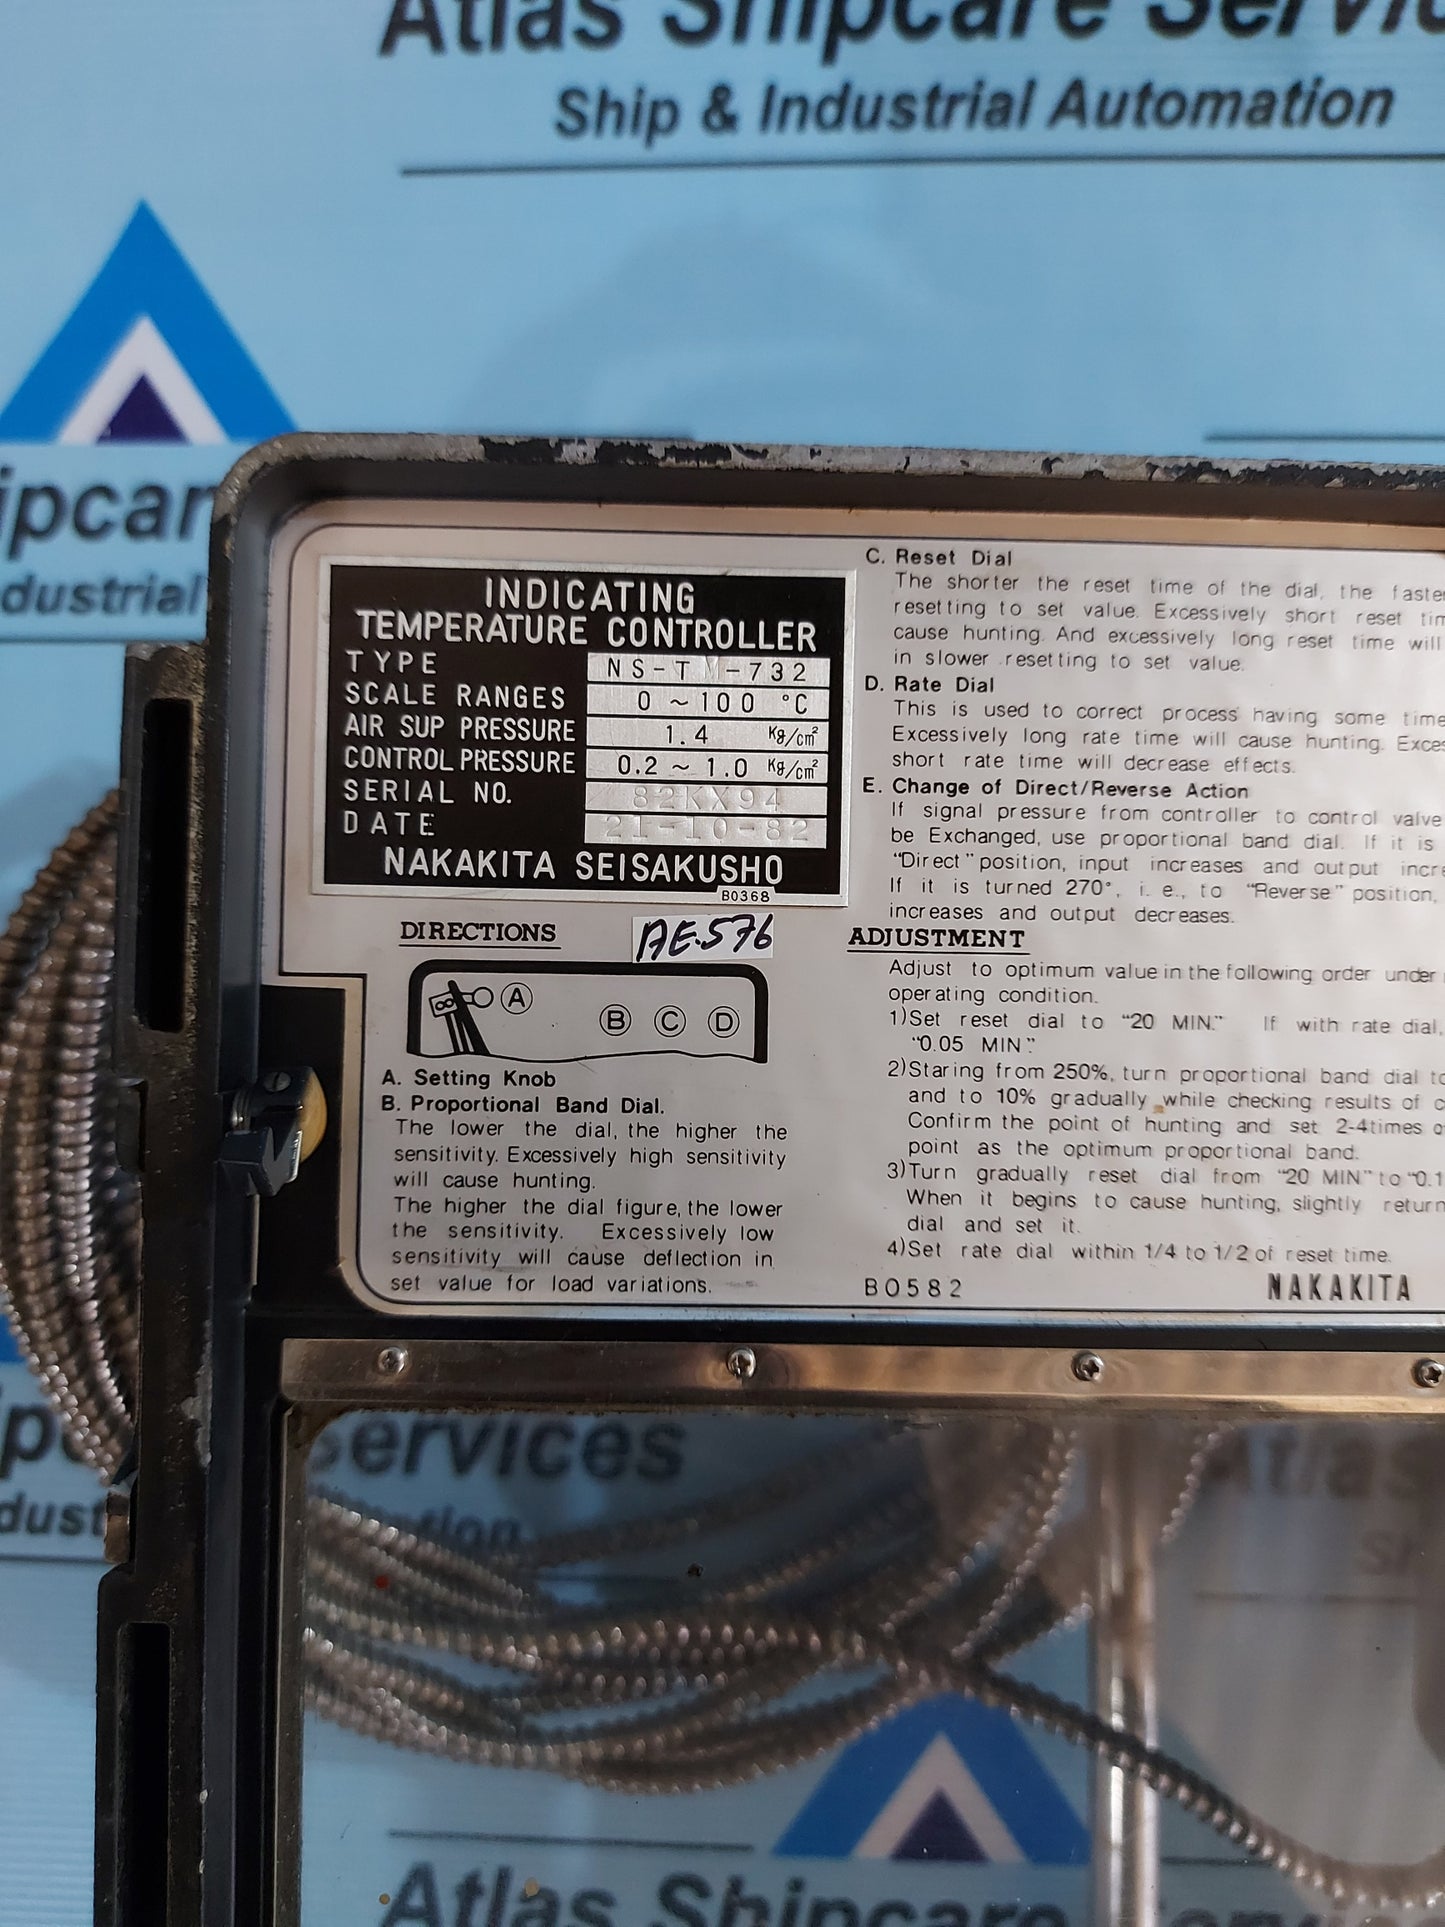 Atlas Shipcare Servic
Ship & Industrial Automation
ipcar
dustrial
INDICATING
TEMPERATURE CONTROLLER
TYPE NS-T M-732
SCALE RANGES 0 ~ 100 °C
AIR SUP PRESSURE 1.4 Kg/cm²
CONTROL PRESSURE 0.2 ~ 1.0 Kg/cm²
SERIAL NO. 82KX94
DATE 21-10-82
NAKAKITA SEISAKUSHO
B0368
DIRECTIONS AE.576
A B C D
A. Setting Knob
B. Proportional Band Dial.
The lower the dial, the higher the
sensitivity. Excessively high sensitivity
will cause hunting.
The higher the dial figure, the lower
the sensitivity. Excessively low
sensitivity will cause deflection in
set value for load variations.
C. Reset Dial
The shorter the reset time of the dial, the faster
resetting to set value. Excessively short reset tim
cause hunting. And excessively long reset time will
in slower resetting to set value.
D. Rate Dial
This is used to correct process having some time
Excessively long rate time will cause hunting. Exces
short rate time will decrease effects.
E. Change of Direct/Reverse Action
If signal pressure from controller to control valve
be Exchanged, use proportional band dial. If it is
"Direct" position, input increases and output incre
If it is turned 270°, i. e., to "Reverse" position,
increases and output decreases.
ADJUSTMENT
Adjust to optimum value in the following order under
operating condition.
1)Set reset dial to "20 MIN." If with rate dial,
"0.05 MIN"
2)Staring from 250%, turn proportional band dial to
and to 10% gradually while checking results of c
Confirm the point of hunting and set 2-4times o
point as the optimum proportional band.
3)Turn gradually reset dial from "20 MIN" to "0.1
When it begins to cause hunting, slightly return
dial and set it.
4)Set rate dial within 1/4 to 1/2 of reset time.
B0582 NAKAKITA
ervices
dust
tion
Atlas
Atlas Shipcare